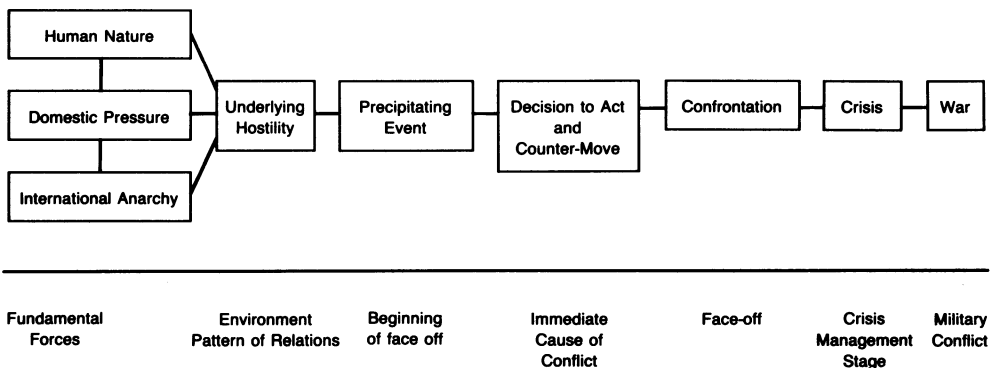 Human Nature
Domestic Pressure
International Anarchy
Underlying
Hostility
Precipitating
Event
Decision to Act
and
Counter-Move
Confrontation
Crisis
War
Fundamental
Forces
Environment
Pattern of Relations
Beginning
of face off
Immediate
Cause of
Conflict
Face-off
Crisis
Management
Stage
Military
Conflict